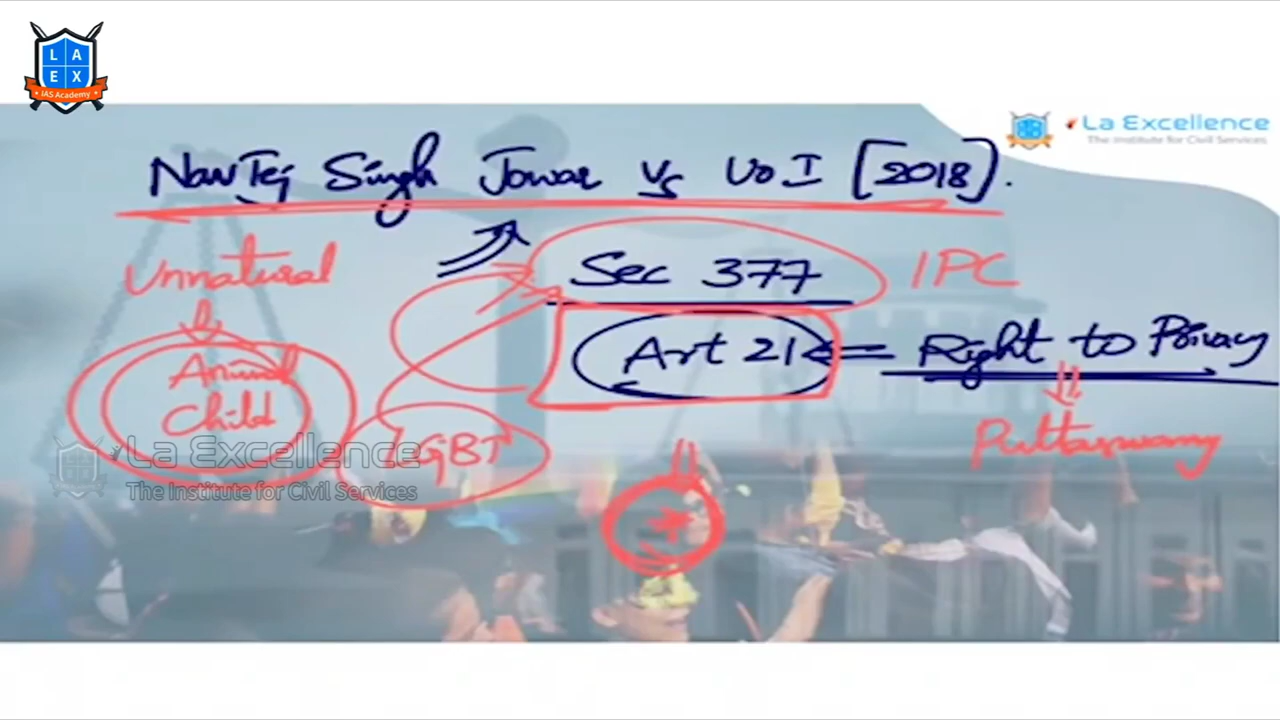 L A
E X
IAS Academy
La Excellence
The Institute for Civil Services
Navtej Singh Jowar Vs UoI [2018].
Unnatural
Sec 377 IPC
Art 21 = Right to Privacy
Animal
Child
LGBT
Puttaswamy
La Excellence
The Institute for Civil Services